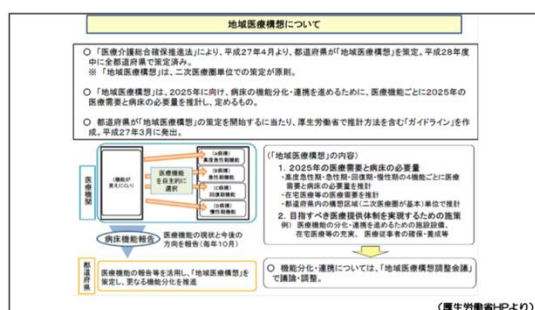 地域医療構想について
○ 「医療介護総合確保推進法」により、平成27年4月より、都道府県が「地域医療構想」を策定。平成28年度
中に全都道府県で策定済み。
※ 「地域医療構想」は、二次医療圏単位での策定が原則。
○ 「地域医療構想」は、2025年に向け、病床の機能分化・連携を進めるために、医療機能ごとに2025年の
医療需要と病床の必要量を推計し、定めるもの。
○ 都道府県が「地域医療構想」の策定を開始するに当たり、厚生労働省で推計方法を含む「ガイドライン」を作
成。平成27年3月に発出。
医療機関
(機能が
見えにくい)
医療機能
を自主的に
選択
(A病棟)
高度急性期機能
(B病棟)
急性期機能
(C病棟)
回復期機能
(D病棟)
慢性期機能
病床機能報告
医療機能の現状と今後の
方向を報告(毎年10月)
都道府県
医療機能の報告等を活用し、「地域医療構想」を
策定し、更なる機能分化を推進
(「地域医療構想」の内容)
1. 2025年の医療需要と病床の必要量
・高度急性期・急性期・回復期・慢性期の4機能ごとに医療
需要と病床の必要量を推計
・在宅医療等の医療需要を推計
・都道府県内の構想区域(二次医療圏が基本)単位で推計
2. 目指すべき医療提供体制を実現するための施策
例) 医療機能の分化・連携を進めるための施設設備、
在宅医療等の充実、医療従事者の確保・養成等
○ 機能分化・連携については、「地域医療構想調整会議」
で議論・調整。
(厚生労働省HPより)